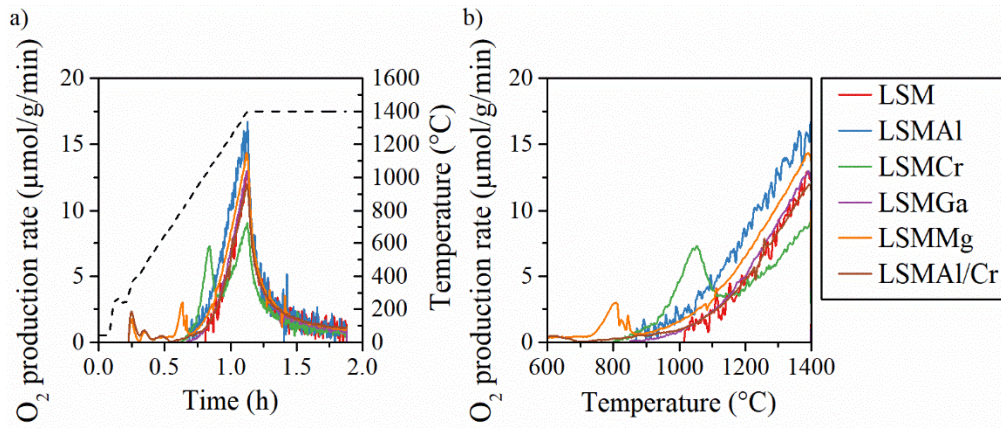 a)
O2 production rate (µmol/g/min)
20
15
10
5
0
0.0 0.5 1.0 1.5 2.0
Time (h)
1600
1400
1200
1000
800
600
400
200
0
Temperature (°C)
b)
O2 production rate (µmol/g/min)
20
15
10
5
0
600 800 1000 1200 1400
Temperature (°C)
LSM
LSMAl
LSMCr
LSMGa
LSMMg
LSMAl/Cr